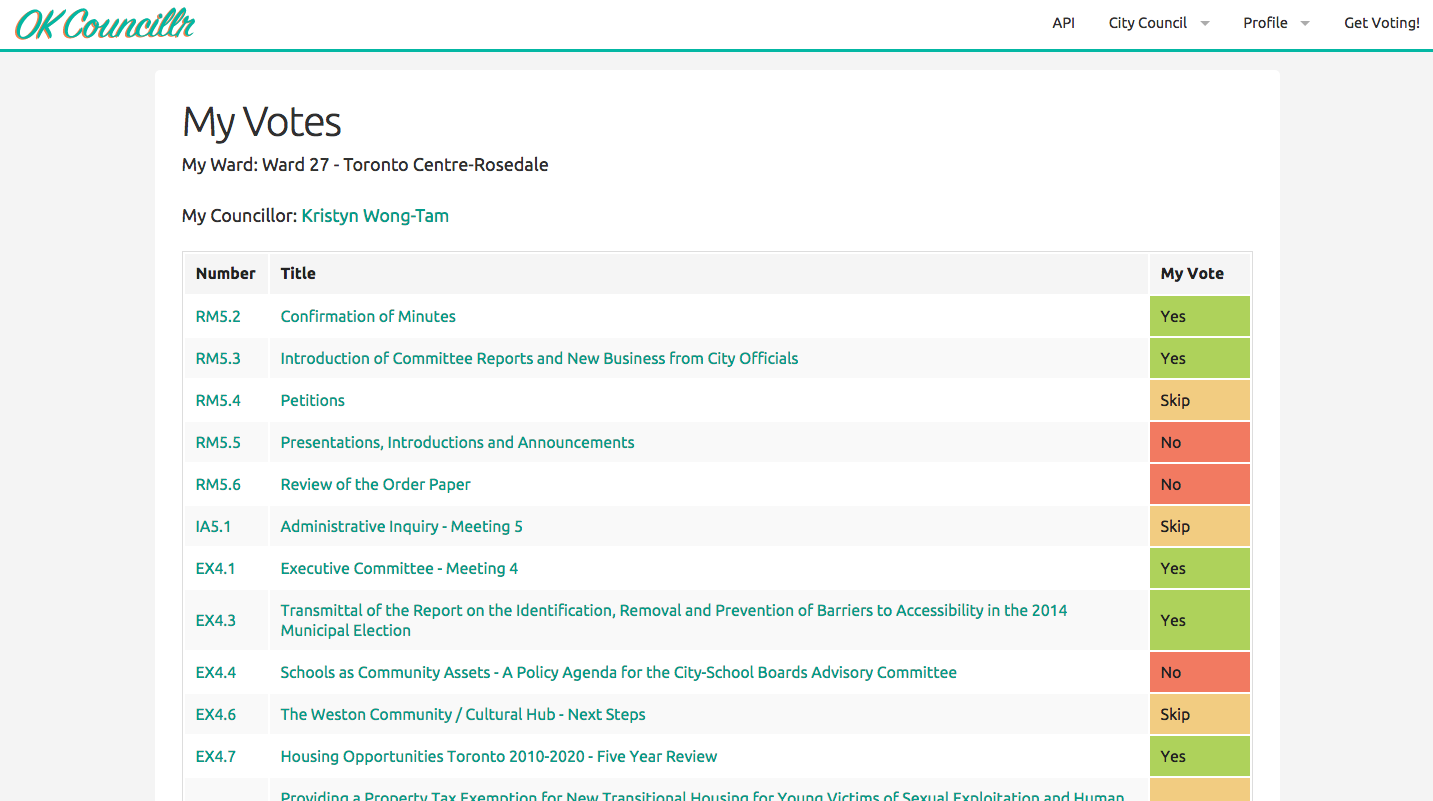 OK Councillr
API City Council Profile Get Voting!
My Votes
My Ward: Ward 27 - Toronto Centre-Rosedale
My Councillor: Kristyn Wong-Tam
Number Title My Vote
RM5.2 Confirmation of Minutes Yes
RM5.3 Introduction of Committee Reports and New Business from City Officials Yes
RM5.4 Petitions Skip
RM5.5 Presentations, Introductions and Announcements No
RM5.6 Review of the Order Paper No
IA5.1 Administrative Inquiry - Meeting 5 Skip
EX4.1 Executive Committee - Meeting 4 Yes
EX4.3 Transmittal of the Report on the Identification, Removal and Prevention of Barriers to Accessibility in the 2014
Municipal Election Yes
EX4.4 Schools as Community Assets - A Policy Agenda for the City-School Boards Advisory Committee No
EX4.6 The Weston Community / Cultural Hub - Next Steps Skip
EX4.7 Housing Opportunities Toronto 2010-2020 - Five Year Review Yes
Providing a Property Tax Exemption for New Transitional Housing for Young Victims of Sexual Exploitation and Human